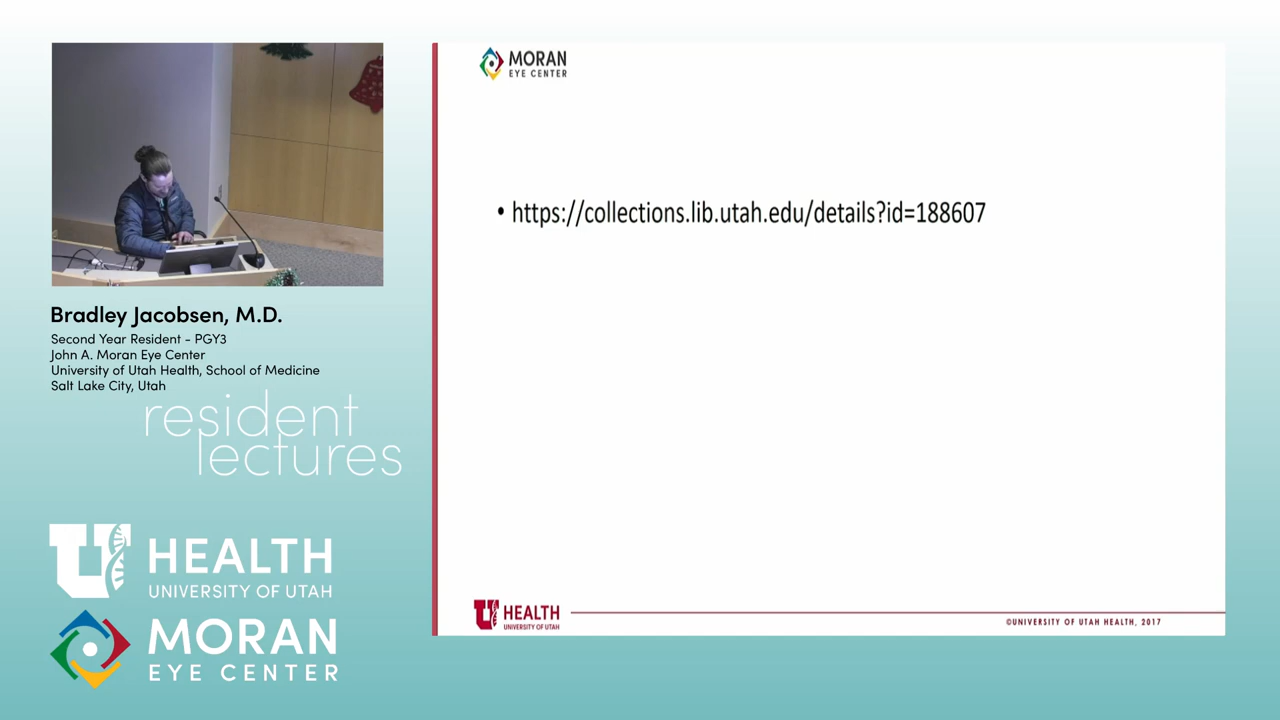 MORAN
EYE CENTER
• https://collections.lib.utah.edu/details?id=188607
Bradley Jacobsen, M.D.
Second Year Resident - PGY3
John A. Moran Eye Center
University of Utah Health, School of Medicine
Salt Lake City, Utah
resident
lectures
U HEALTH
UNIVERSITY OF UTAH
MORAN
EYE CENTER
U HEALTH
UNIVERSITY OF UTAH
©UNIVERSITY OF UTAH HEALTH, 2017